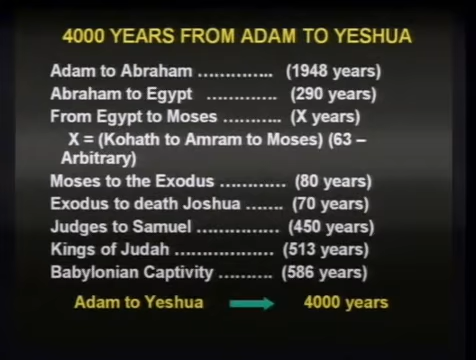 4000 YEARS FROM ADAM TO YESHUA
Adam to Abraham .............. (1948 years)
Abraham to Egypt ............. (290 years)
From Egypt to Moses ........... (X years)
X = (Kohath to Amram to Moses) (63 –
Arbitrary)
Moses to the Exodus ............ (80 years)
Exodus to death Joshua ....... (70 years)
Judges to Samuel ............... (450 years)
Kings of Judah .................. (513 years)
Babylonian Captivity .......... (586 years)
Adam to Yeshua → 4000 years